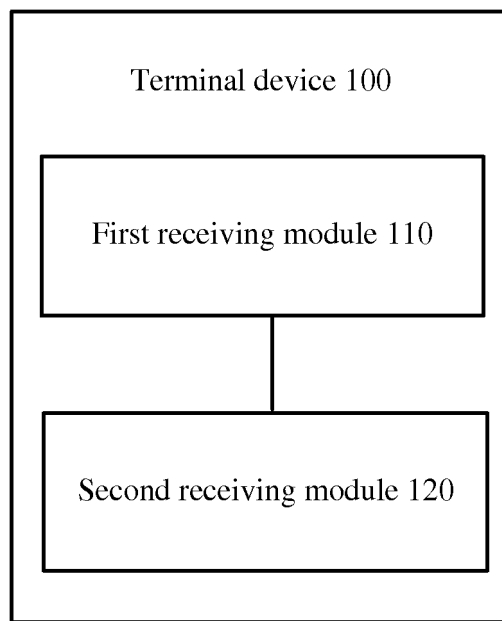 Terminal device 100
First receiving module 110
Second receiving module 120